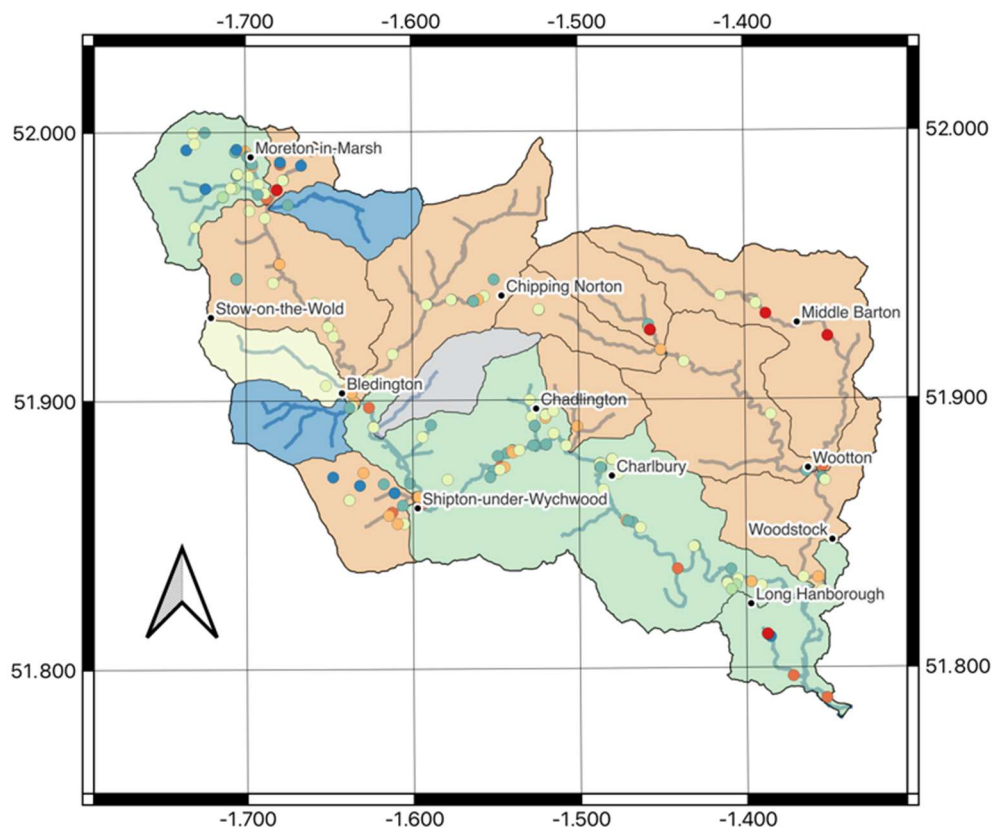 -1.700 -1.600 -1.500 -1.400
52.000 52.000
Moreton-in-Marsh
Chipping Norton
Stow-on-the-Wold
Middle Barton
Bledington
51.900 51.900
Chadlington
Wootton
Charlbury
Shipton-under-Wychwood
Woodstock
Long Hanborough
51.800 51.800
-1.700 -1.600 -1.500 -1.400